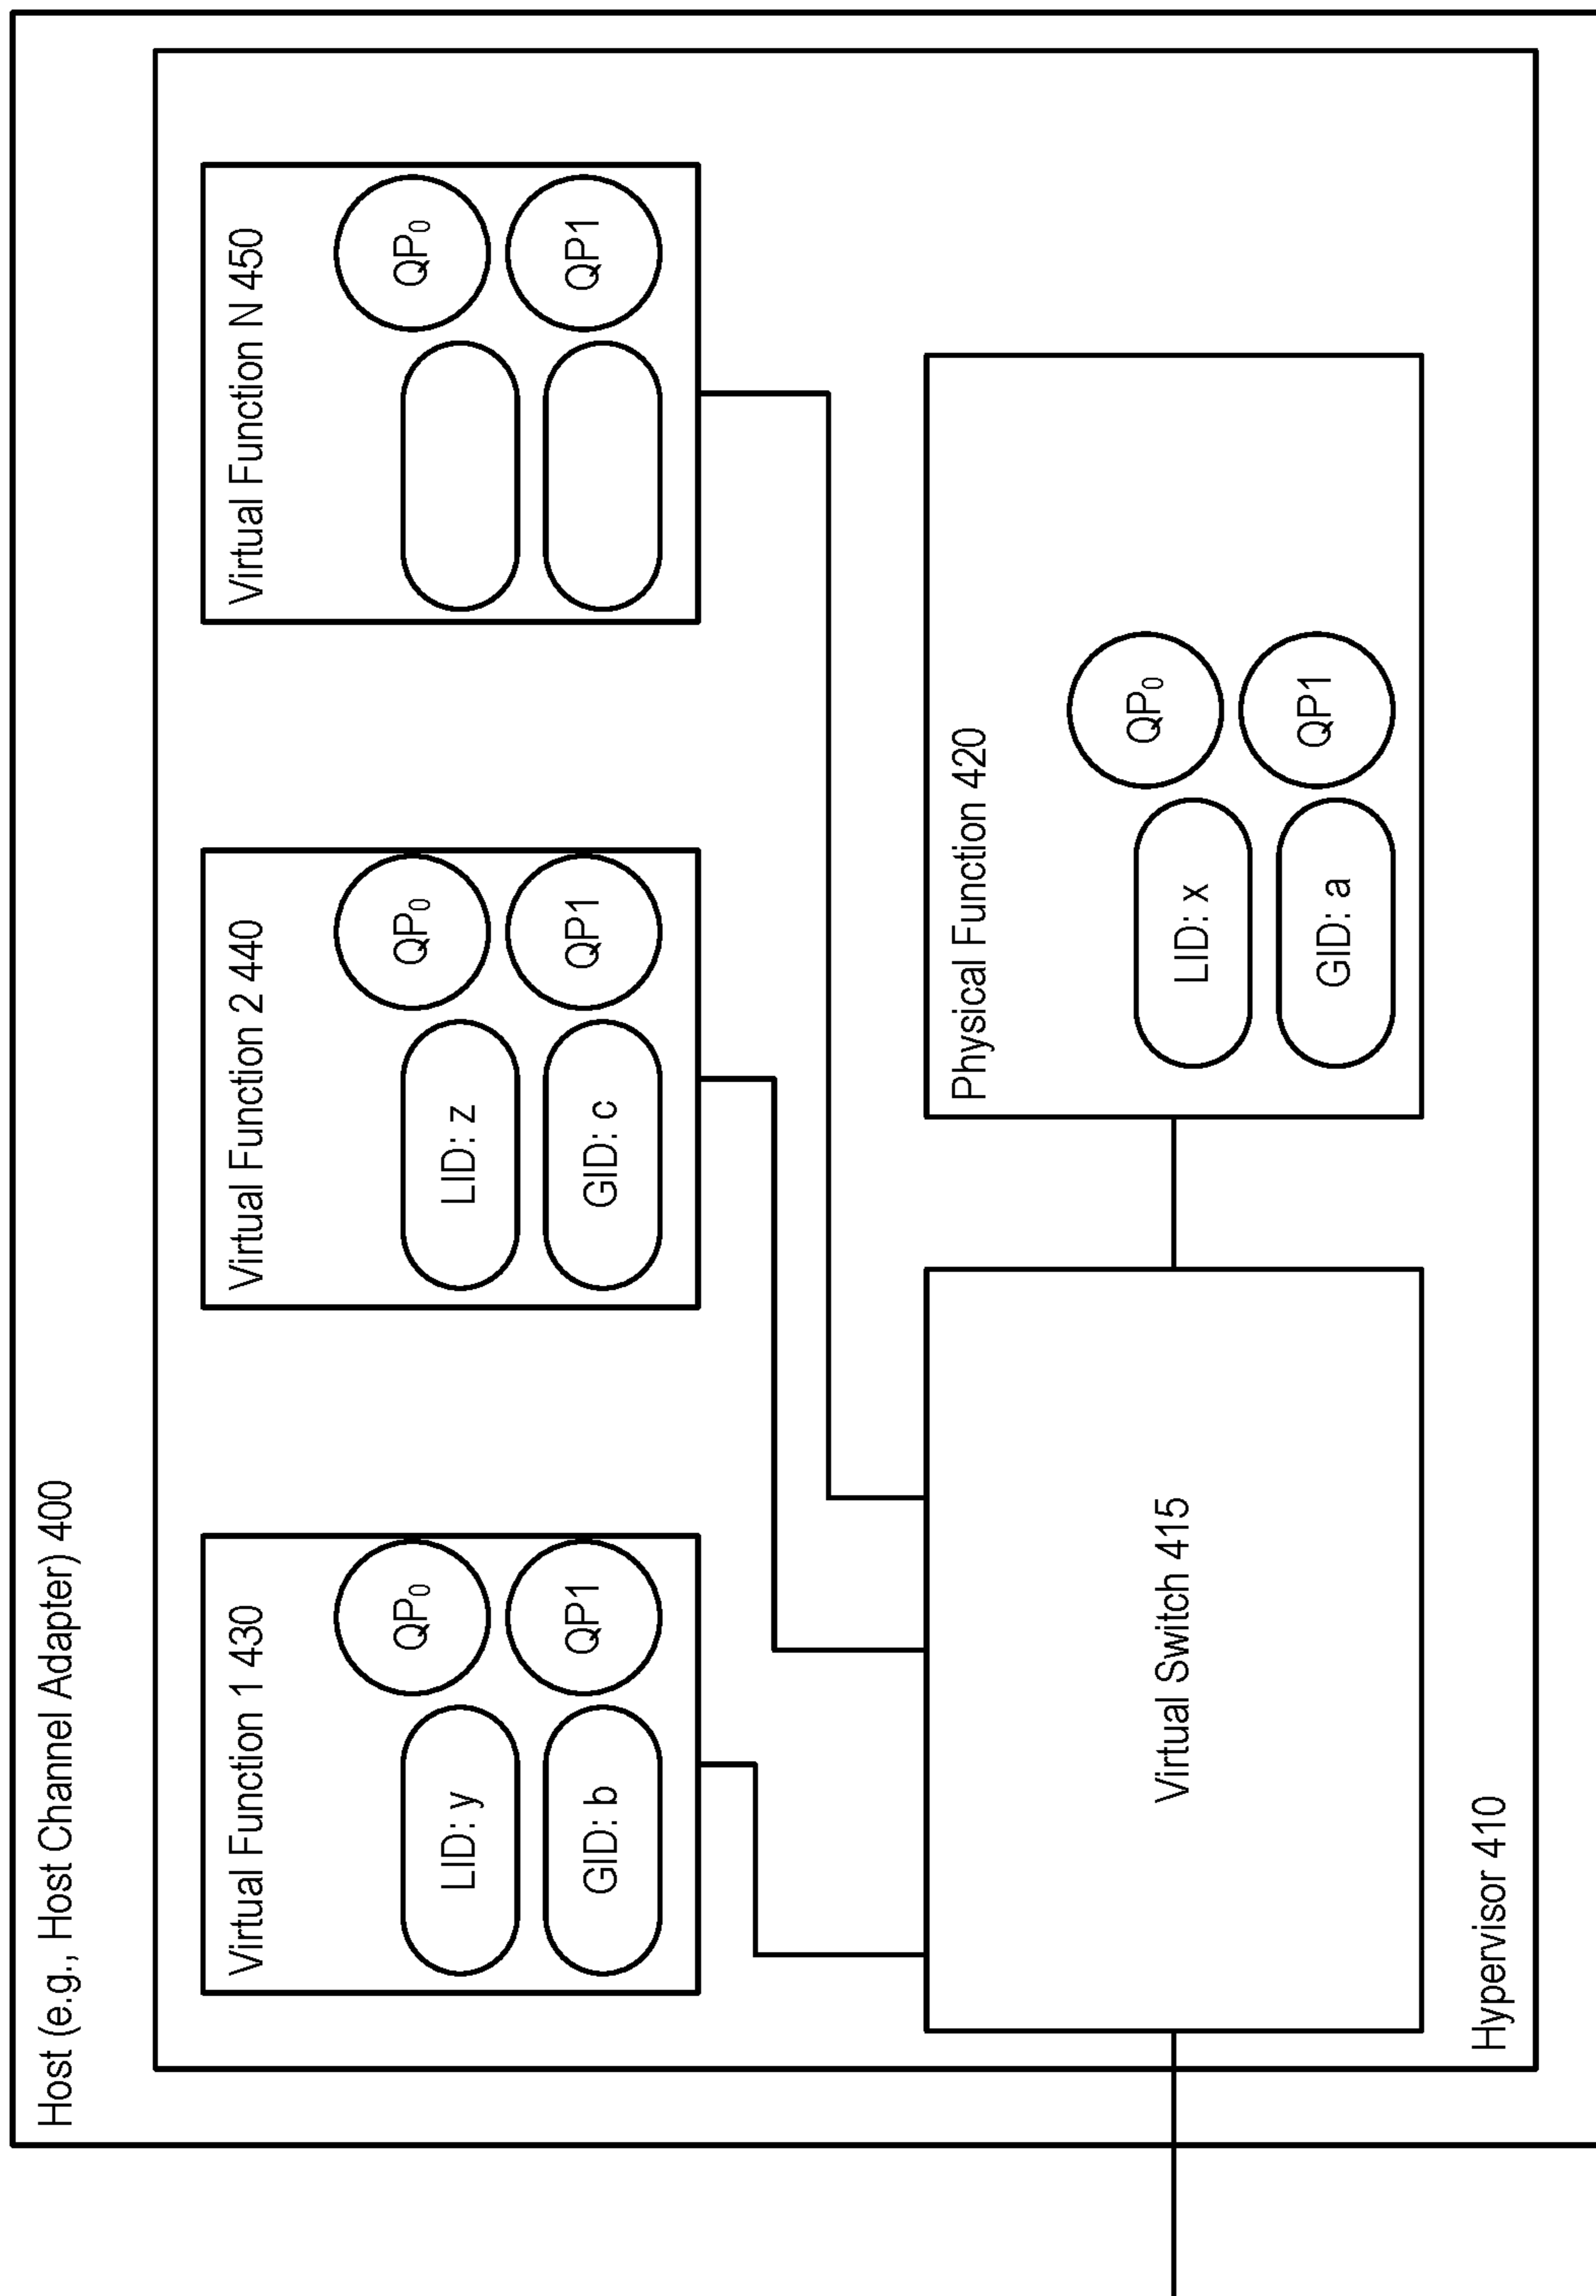 Host (e.g., Host Channel Adapter) 400
Virtual Function 1 430
LID: y
QP₀
GID: b
QP1
Virtual Function 2 440
LID: z
QP₀
GID: c
QP1
Virtual Function N 450
QP₀
QP1
Virtual Switch 415
Physical Function 420
LID: x
QP₀
GID: a
QP1
Hypervisor 410